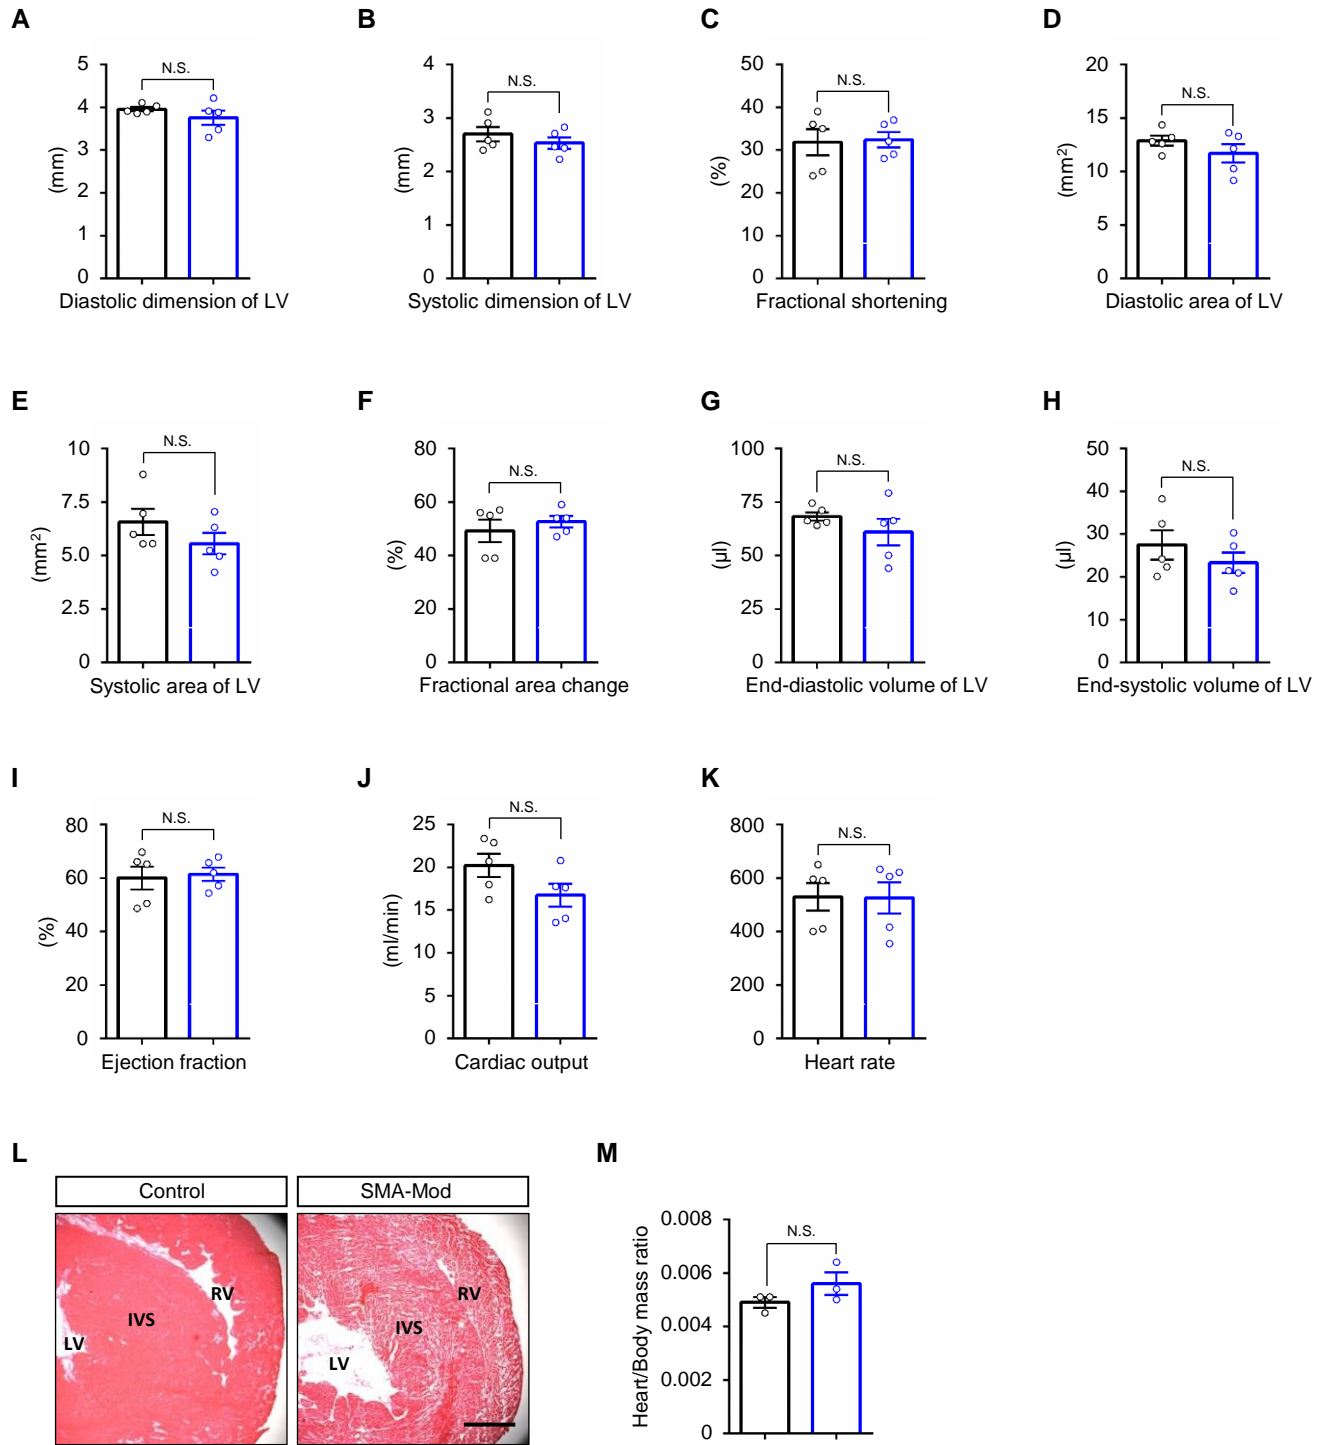 A
B
C
D
5
4
3
2
1
0
(mm)
N.S.
Diastolic dimension of LV
4
3
2
1
0
(mm)
N.S.
Systolic dimension of LV
50
40
30
20
10
0
(%)
N.S.
Fractional shortening
20
15
10
5
0
(mm²)
N.S.
Diastolic area of LV
E
F
G
H
10
7.5
5.0
2.5
0
(mm²)
N.S.
Systolic area of LV
80
60
40
20
0
(%)
N.S.
Fractional area change
100
75
50
25
0
(µl)
N.S.
End-diastolic volume of LV
50
40
30
20
10
0
(µl)
N.S.
End-systolic volume of LV
I
J
K
80
60
40
20
0
(%)
N.S.
Ejection fraction
25
20
15
10
5
0
(ml/min)
N.S.
Cardiac output
800
600
400
200
0
N.S.
Heart rate
L
M
Control
SMA-Mod
RV
IVS
LV
RV
IVS
LV
0.008
0.006
0.004
0.002
0
Heart/Body mass ratio
N.S.